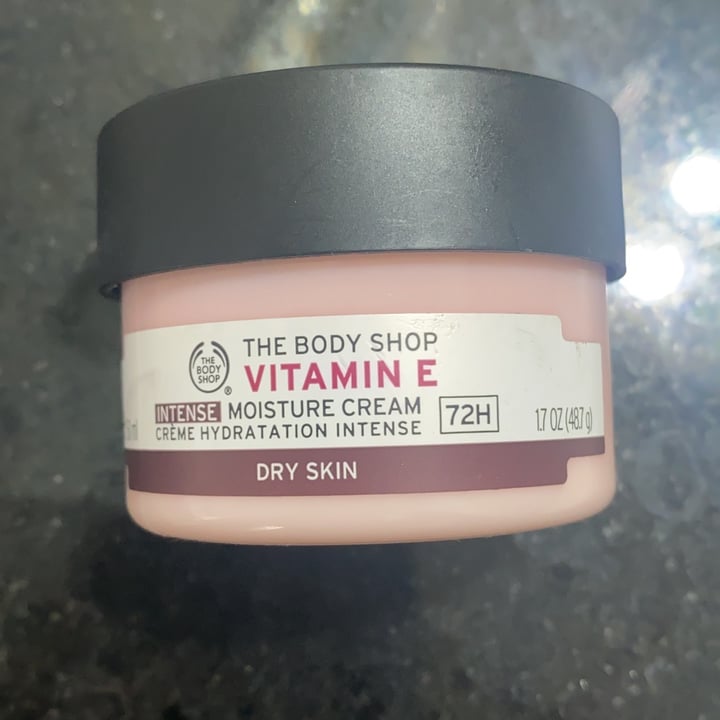 THE BODY SHOP
VITAMIN E
INTENSE MOISTURE CREAM
CRÈME HYDRATATION INTENSE
72H
1.7 OZ (48.7 g)
DRY SKIN
THE
BODY
SHOP
®
ml